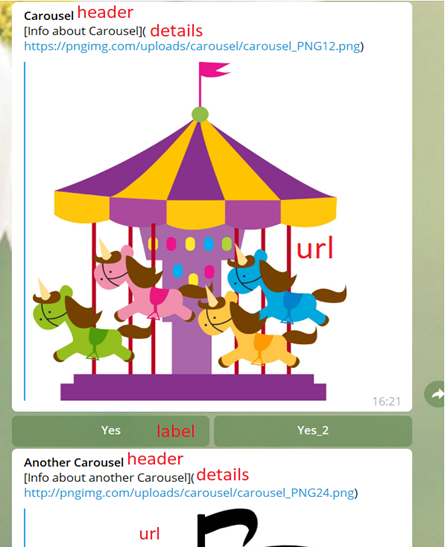 Carousel header
[Info about Carousel]( details
https://pngimg.com/uploads/carousel/carousel_PNG12.png)
url
16:21
Yes label Yes_2
Another Carousel header
[Info about another Carousel]( details
http://pngimg.com/uploads/carousel/carousel_PNG24.png)
url